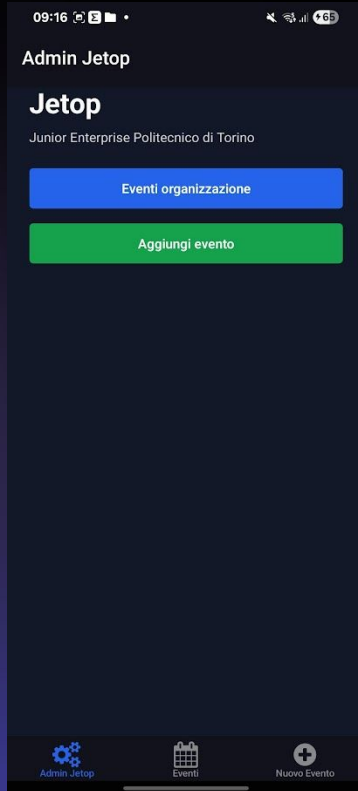 09:16
65
Admin Jetop
Jetop
Junior Enterprise Politecnico di Torino
Eventi organizzazione
Aggiungi evento
Admin Jetop
Eventi
Nuovo Evento